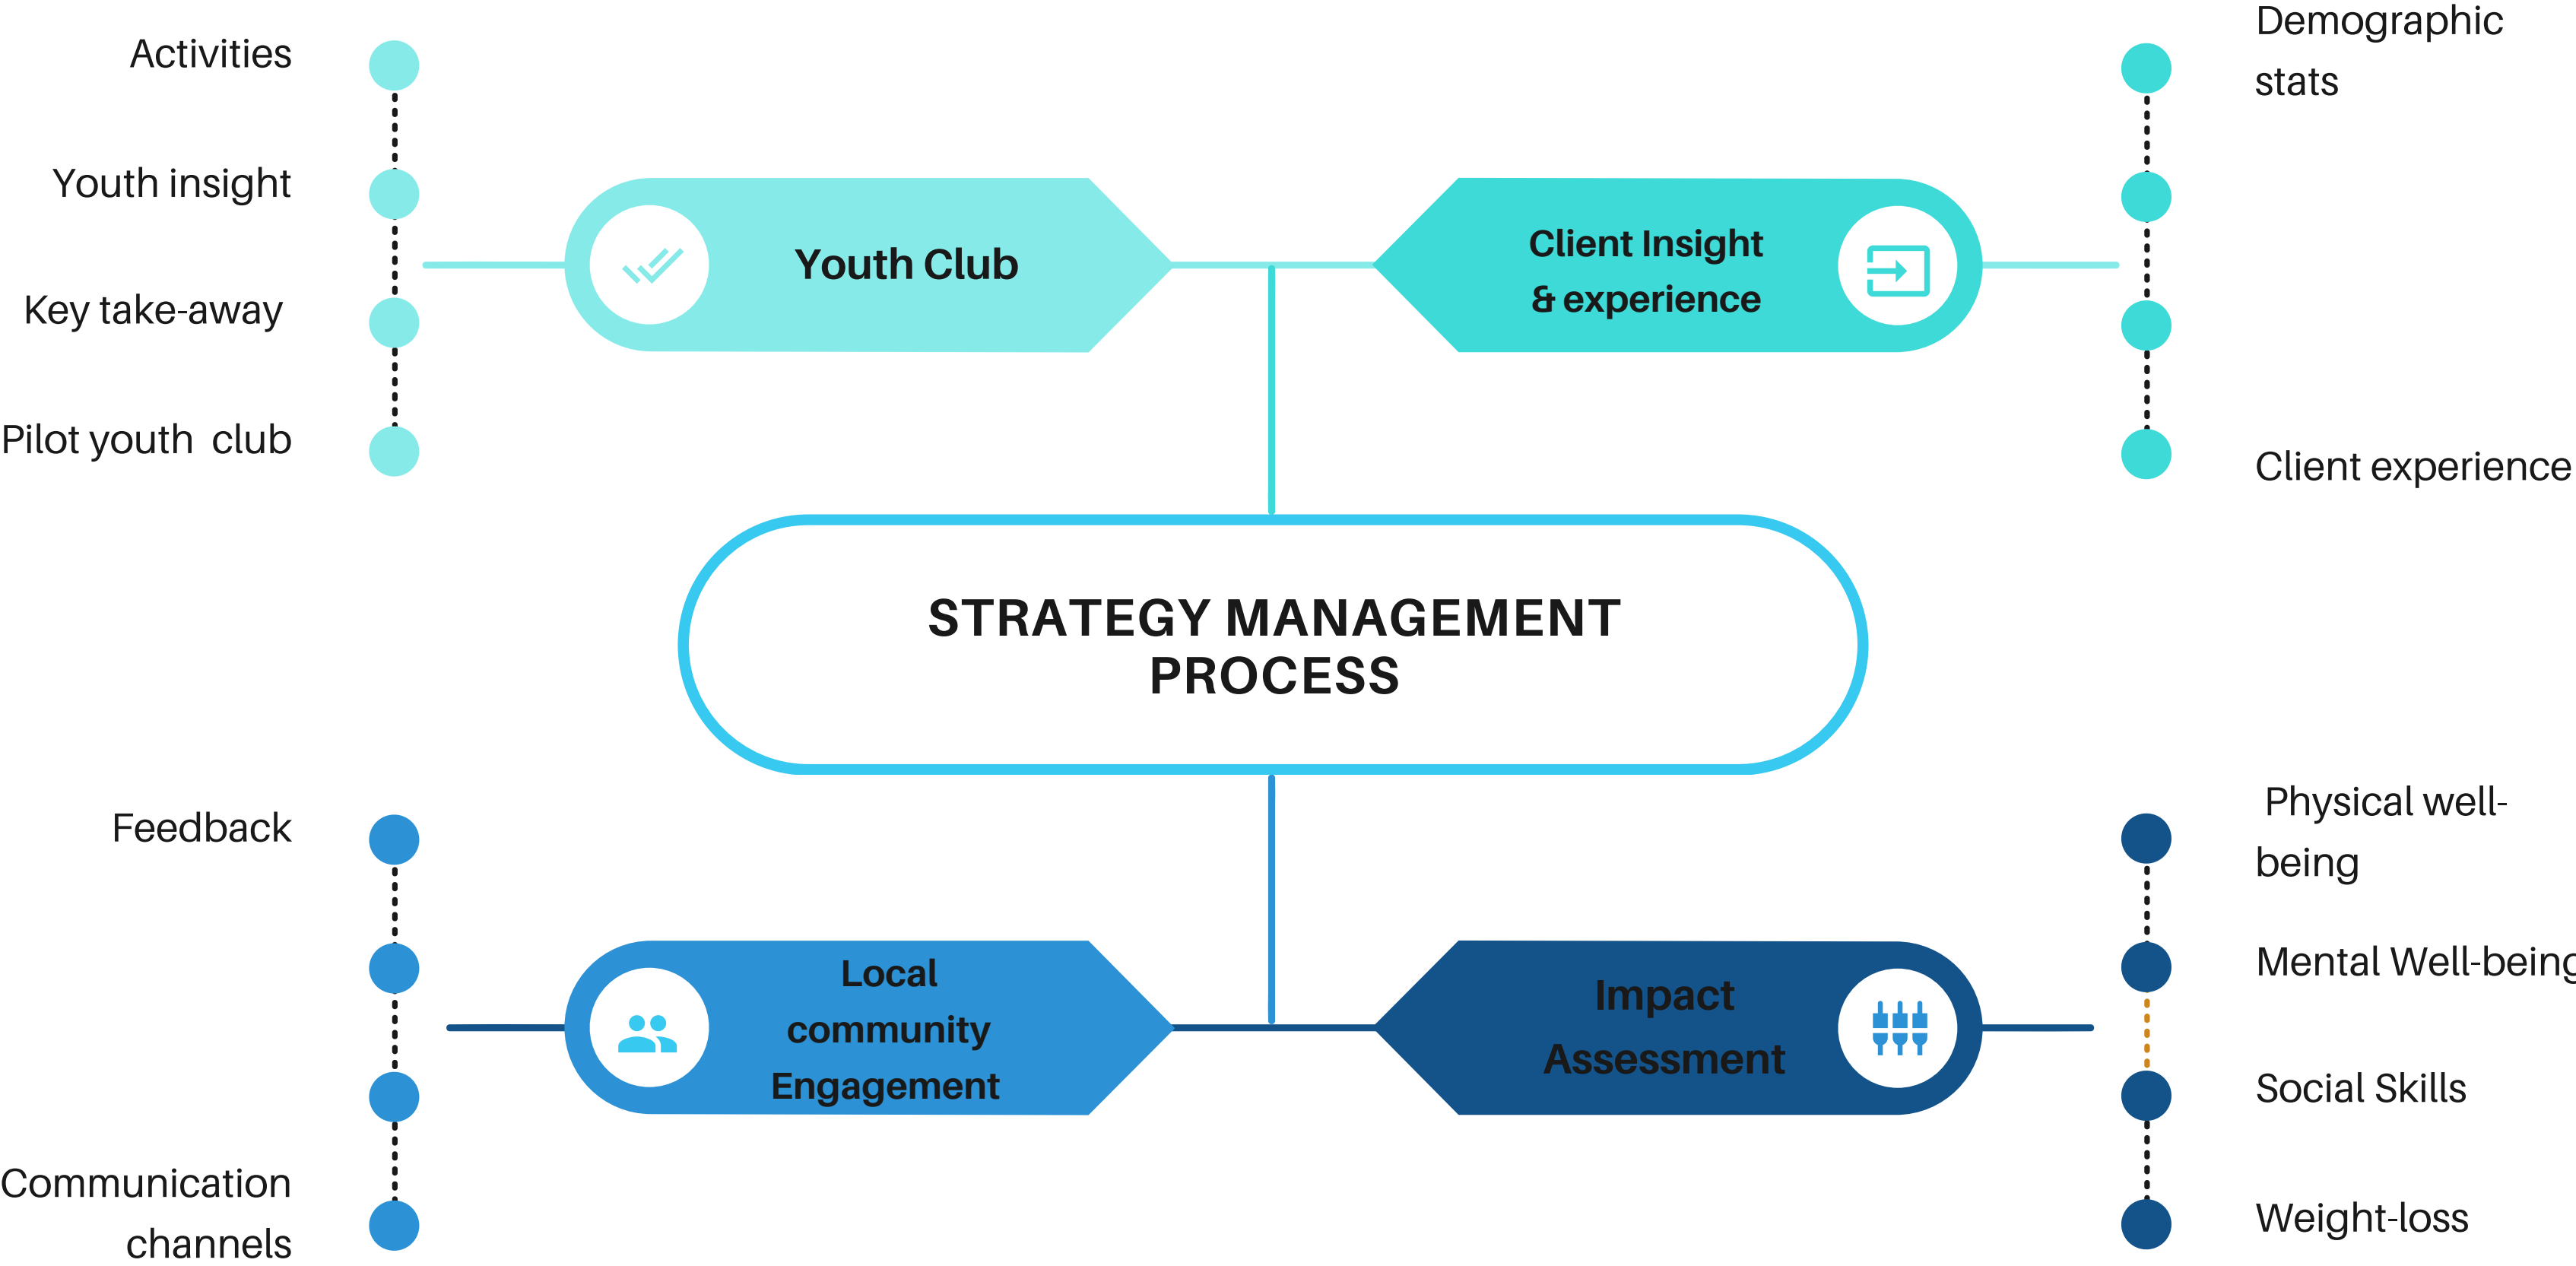 Activities
Youth insight
Key take-away
Pilot youth club
Youth Club
Client Insight
& experience
Demographic
stats
Client experience
STRATEGY MANAGEMENT
PROCESS
Feedback
Communication
channels
Local
community
Engagement
Impact
Assessment
Physical well-
being
Mental Well-being
Social Skills
Weight-loss